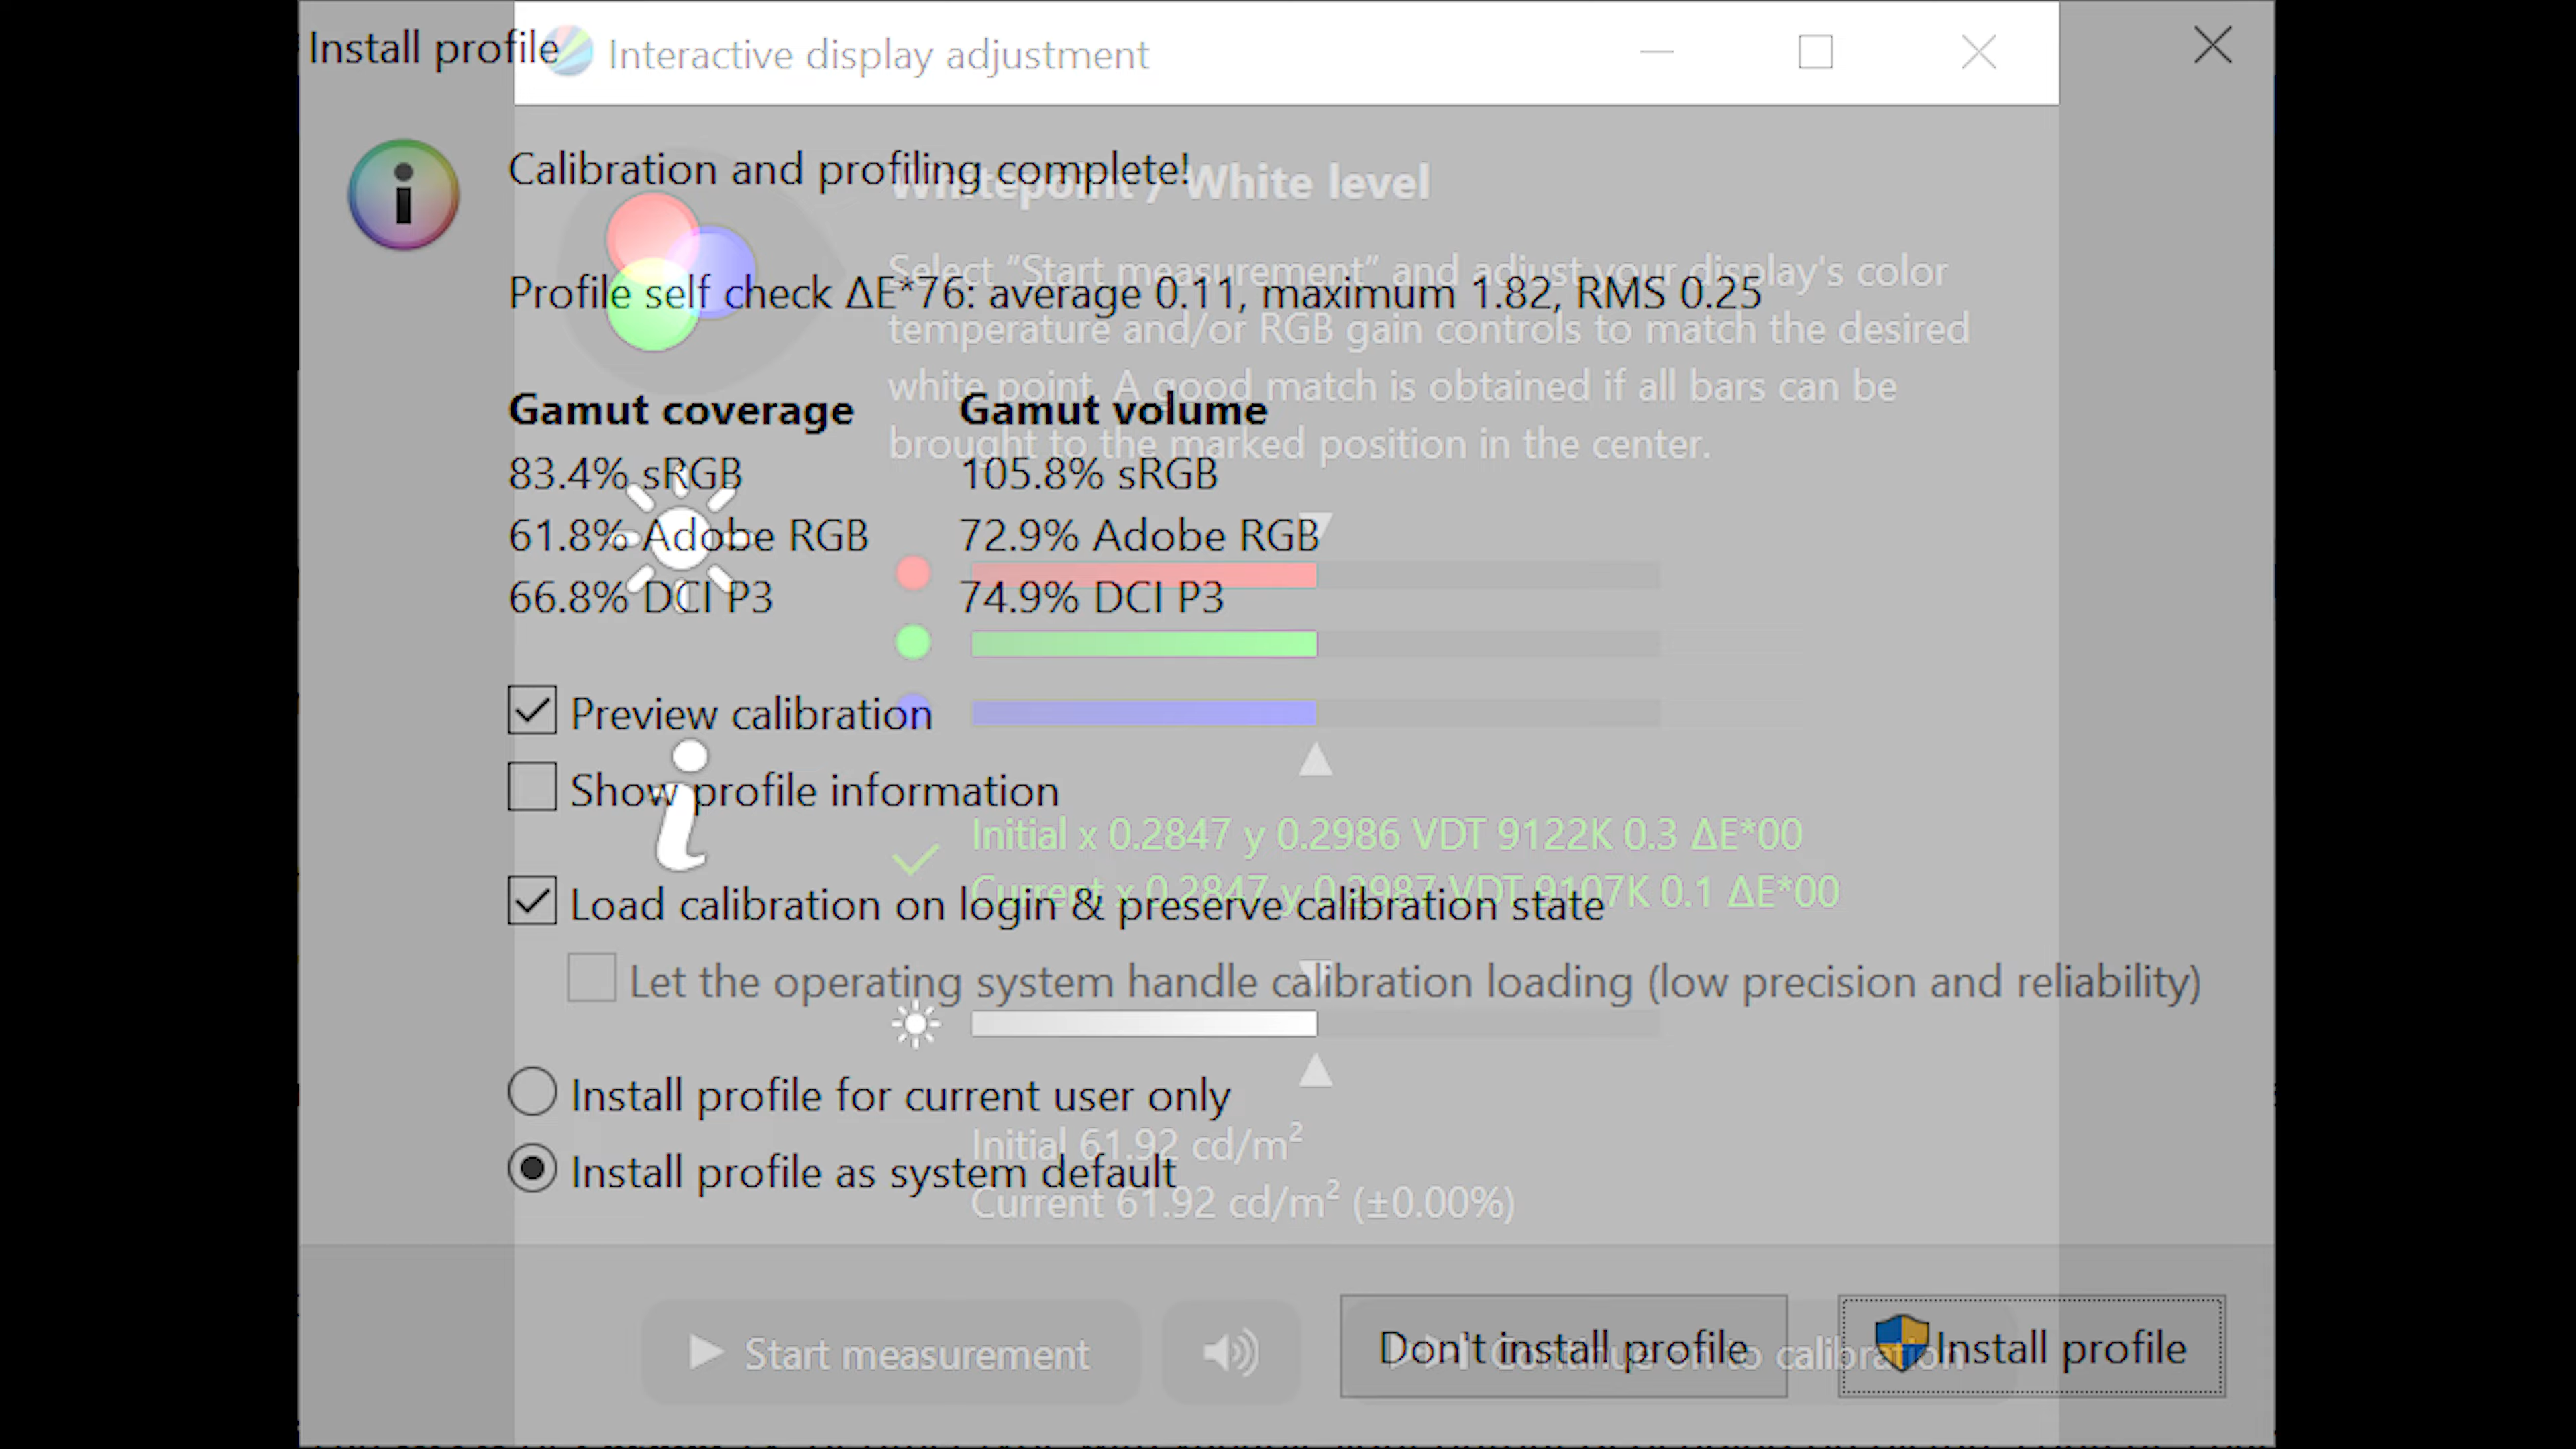 Install profile
Interactive display adjustment
Calibration and profiling complete!
Whitepoint / White level
Select “Start measurement” and adjust your display's color
Profile self check ΔE*76: average 0.11, maximum 1.82, RMS 0.25
temperature and/or RGB gain controls to match the desired
white point. A good match is obtained if all bars can be
Gamut coverage Gamut volume
brought to the marked position in the center.
83.4% sRGB 105.8% sRGB
61.8% Adobe RGB 72.9% Adobe RGB
66.8% DCI P3 74.9% DCI P3
Preview calibration
Show profile information
Initial x 0.2847 y 0.2986 VDT 9122K 0.3 ΔE*00
Current x 0.2847 y 0.2987 VDT 9107K 0.1 ΔE*00
Load calibration on login & preserve calibration state
Let the operating system handle calibration loading (low precision and reliability)
Install profile for current user only
Initial 61.92 cd/m²
Install profile as system default
Current 61.92 cd/m² (±0.00%)
Start measurement
Don't install profile
Continue on to calibration
Install profile